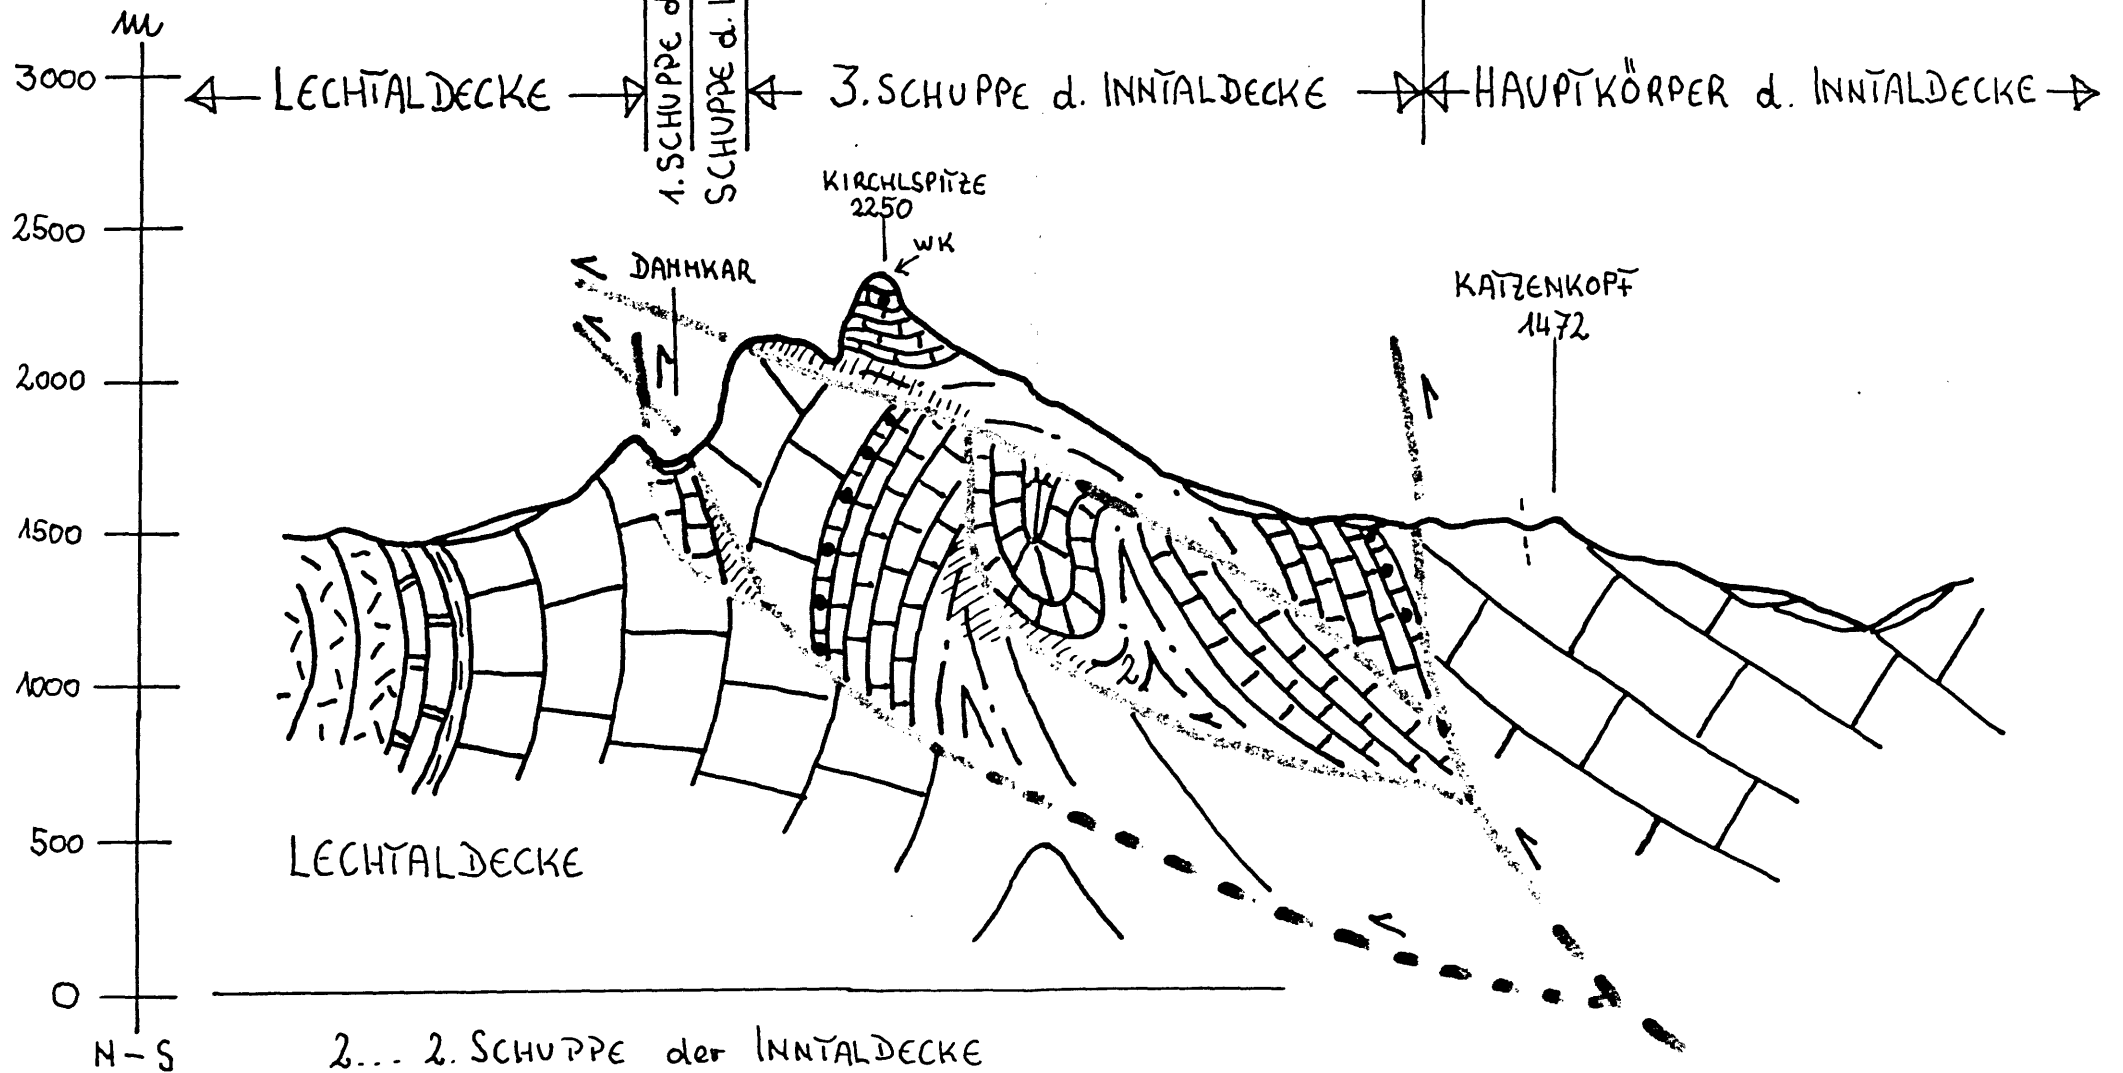 m
3000
2500
2000
1500
1000
500
0
N-S
LECHTALDECKE
1. SCHUPPE d
SCHUPPE d. I
3. SCHUPPE d. INNTALDECKE
HAUPTKÖRPER d. INNTALDECKE
KIRCHLSPITZE
2250
WK
DAMMKAR
KATZENKOPF
1472
2
LECHTALDECKE
2... 2. SCHUPPE der INNTALDECKE